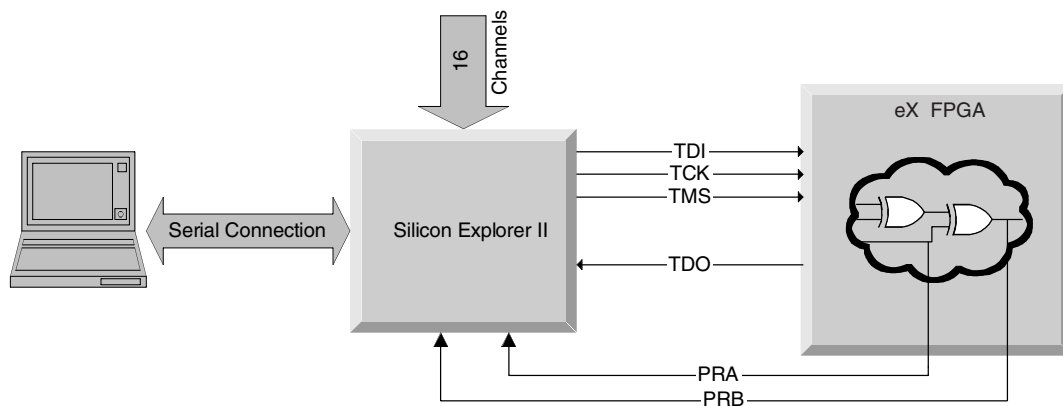 16
Channels
eX FPGA
TDI
TCK
TMS
Serial Connection
Silicon Explorer II
TDO
PRA
PRB